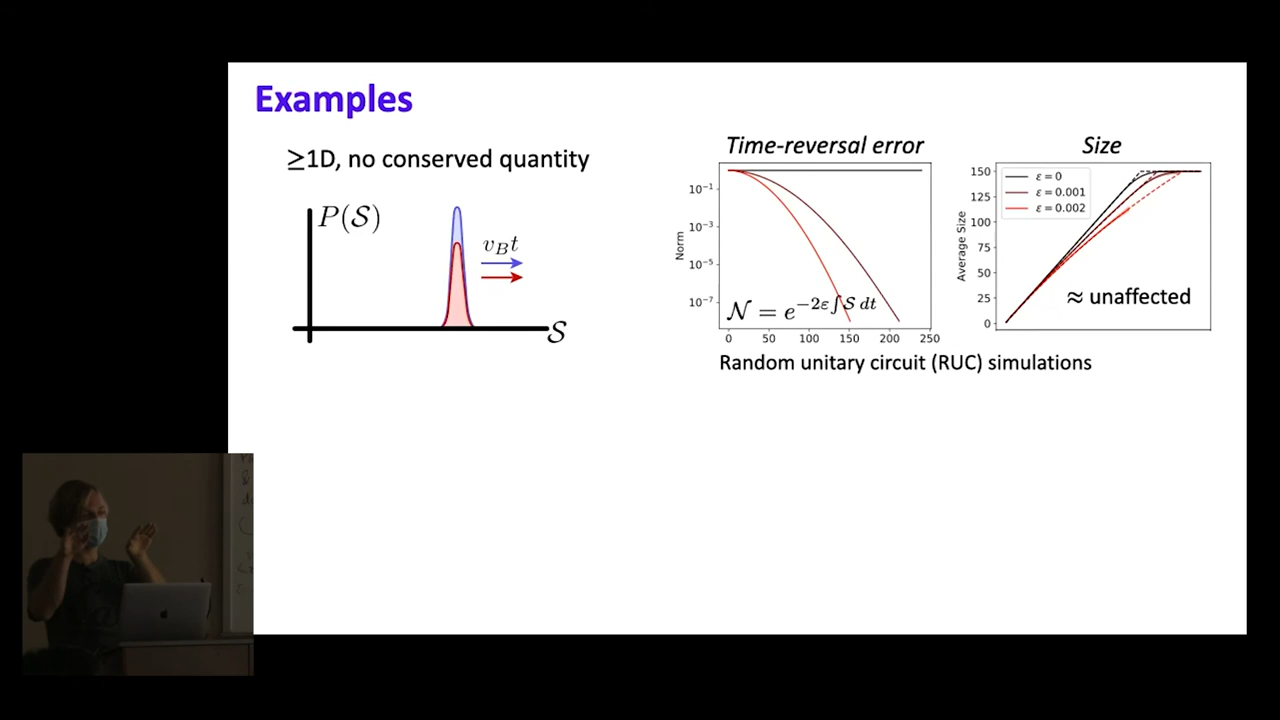 Examples
≥1D, no conserved quantity
P(S)
v_B t
S
Time-reversal error
Norm
10^-1
10^-3
10^-5
10^-7
N = e^{-2ε∫S dt}
0 50 100 150 200 250
Size
Average Size
150
125
100
75
50
25
0
ε = 0
ε = 0.001
ε = 0.002
≈ unaffected
Random unitary circuit (RUC) simulations